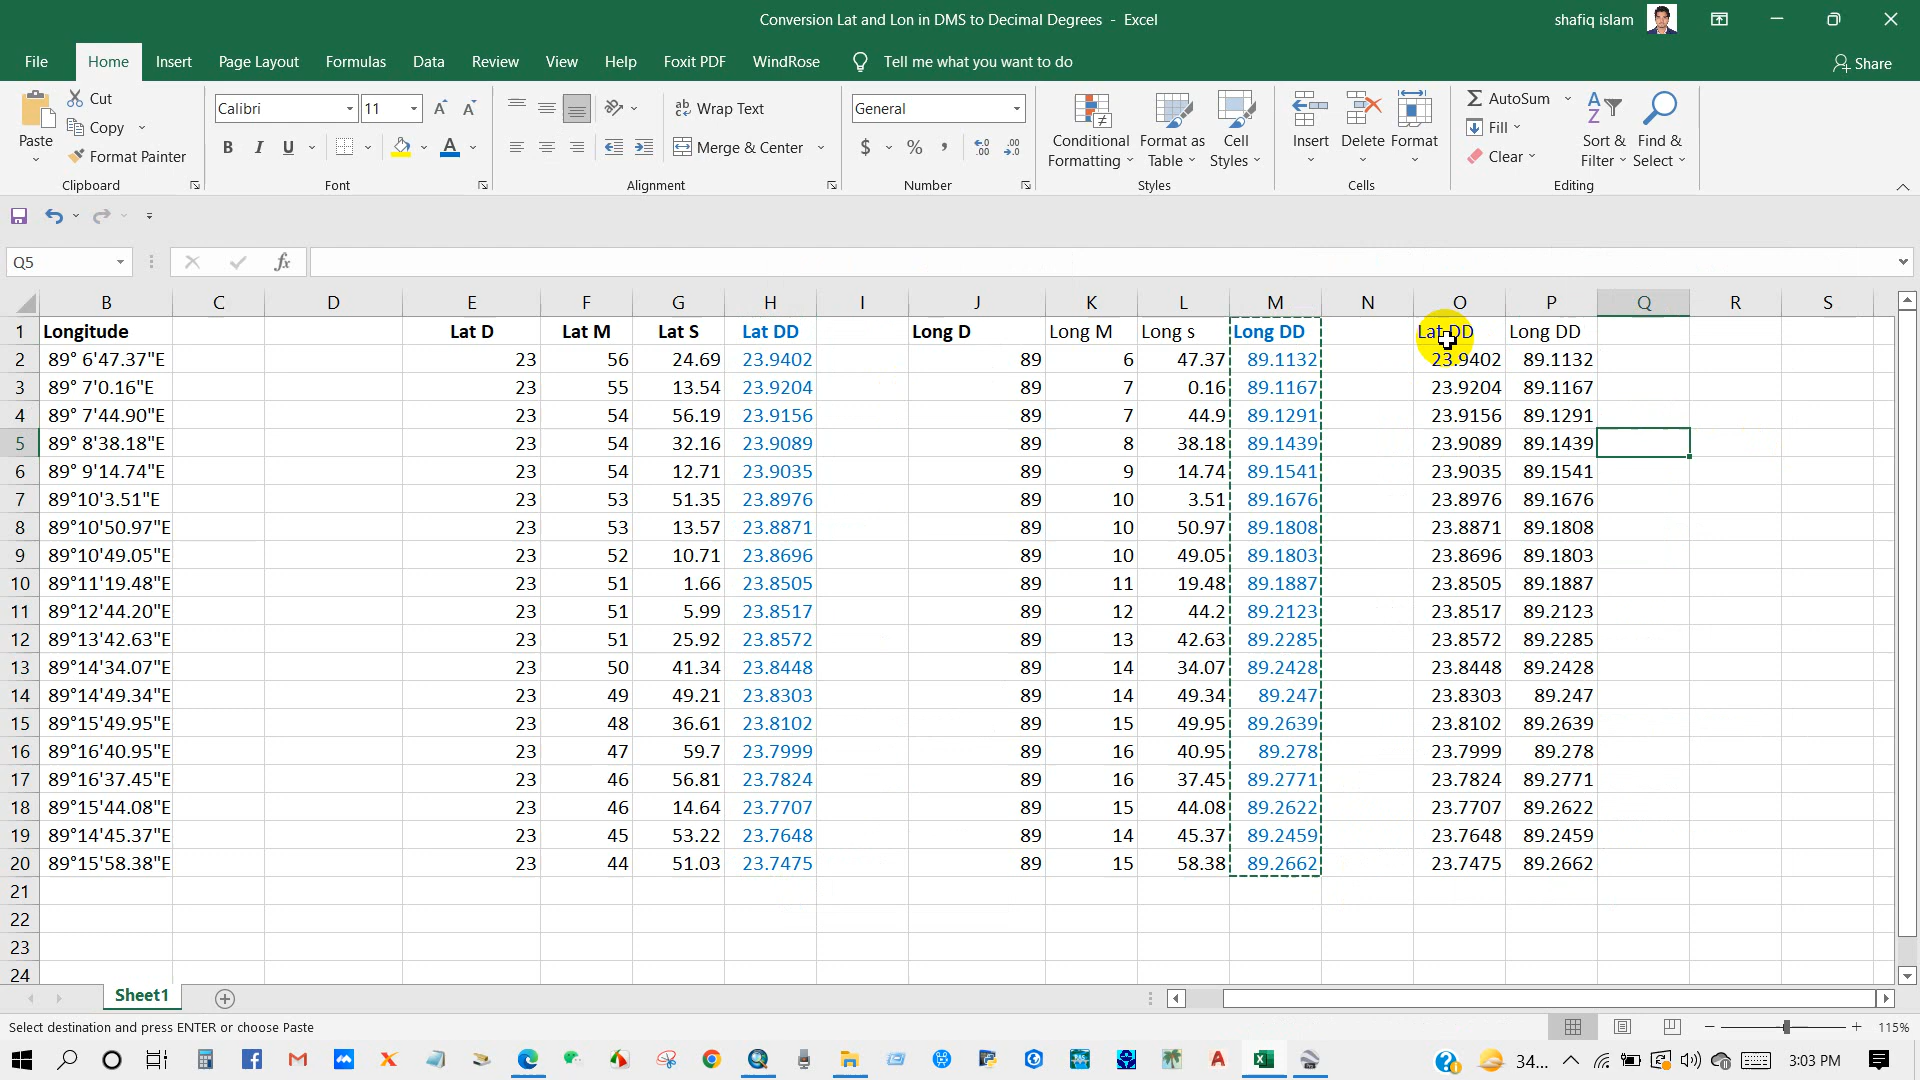 Conversion Lat and Lon in DMS to Decimal Degrees - Excel
shafiq islam
File Home Insert Page Layout Formulas Data Review View Help Foxit PDF WindRose Tell me what you want to do Share
Paste
Cut
Copy
Format Painter
Clipboard
Calibri 11
B I U
Font
Wrap Text
Merge & Center
Alignment
General
$ % ,
Number
Conditional Formatting
Format as Table
Cell Styles
Styles
Insert Delete Format
Cells
AutoSum
Fill
Clear
Sort & Filter
Find & Select
Editing
Q5
fx
B C D E F G H I J K L M N O P Q R S
1 Longitude Lat D Lat M Lat S Lat DD Long D Long M Long s Long DD Lat DD Long DD
2 89° 6'47.37"E 23 56 24.69 23.9402 89 6 47.37 89.1132 23.9402 89.1132
3 89° 7'0.16"E 23 55 13.54 23.9204 89 7 0.16 89.1167 23.9204 89.1167
4 89° 7'44.90"E 23 54 56.19 23.9156 89 7 44.9 89.1291 23.9156 89.1291
5 89° 8'38.18"E 23 54 32.16 23.9089 89 8 38.18 89.1439 23.9089 89.1439
6 89° 9'14.74"E 23 54 12.71 23.9035 89 9 14.74 89.1541 23.9035 89.1541
7 89°10'3.51"E 23 53 51.35 23.8976 89 10 3.51 89.1676 23.8976 89.1676
8 89°10'50.97"E 23 53 13.57 23.8871 89 10 50.97 89.1808 23.8871 89.1808
9 89°10'49.05"E 23 52 10.71 23.8696 89 10 49.05 89.1803 23.8696 89.1803
10 89°11'19.48"E 23 51 1.66 23.8505 89 11 19.48 89.1887 23.8505 89.1887
11 89°12'44.20"E 23 51 5.99 23.8517 89 12 44.2 89.2123 23.8517 89.2123
12 89°13'42.63"E 23 51 25.92 23.8572 89 13 42.63 89.2285 23.8572 89.2285
13 89°14'34.07"E 23 50 41.34 23.8448 89 14 34.07 89.2428 23.8448 89.2428
14 89°14'49.34"E 23 49 49.21 23.8303 89 14 49.34 89.247 23.8303 89.247
15 89°15'49.95"E 23 48 36.61 23.8102 89 15 49.95 89.2639 23.8102 89.2639
16 89°16'40.95"E 23 47 59.7 23.7999 89 16 40.95 89.278 23.7999 89.278
17 89°16'37.45"E 23 46 56.81 23.7824 89 16 37.45 89.2771 23.7824 89.2771
18 89°15'44.08"E 23 46 14.64 23.7707 89 15 44.08 89.2622 23.7707 89.2622
19 89°14'45.37"E 23 45 53.22 23.7648 89 14 45.37 89.2459 23.7648 89.2459
20 89°15'58.38"E 23 44 51.03 23.7475 89 15 58.38 89.2662 23.7475 89.2662
21
22
23
24
Sheet1
Select destination and press ENTER or choose Paste
115%
34...
3:03 PM